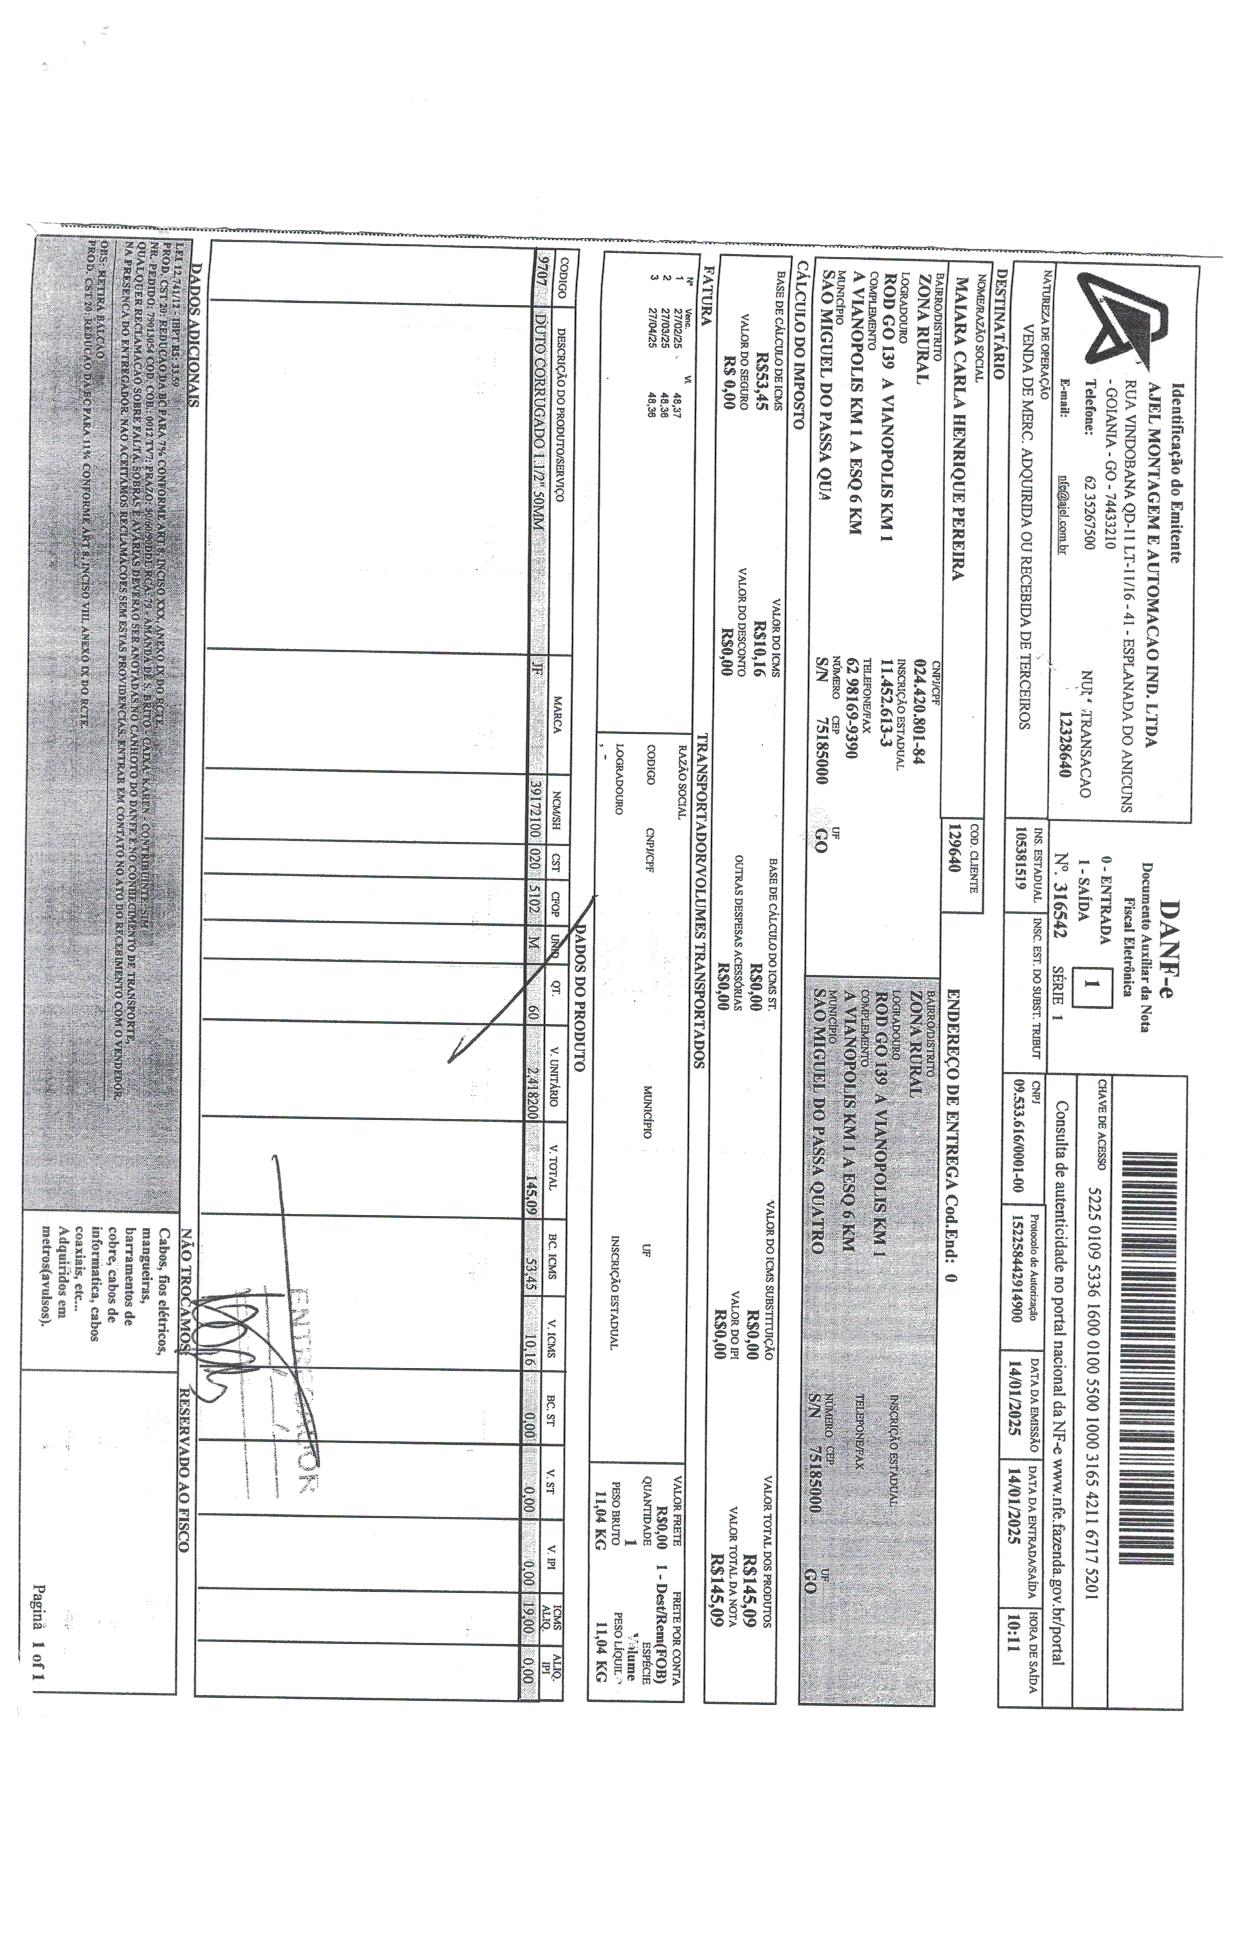 Identificação do Emitente
AJEL MONTAGEM E AUTOMACAO IND. LTDA
RUA VINDOBANA QD-11 LT-11/16 - 41 - ESPLANADA DO ANICUNS
- GOIANIA - GO - 74433210
Telefone: 62 35267500
E-mail: nfe@ajel.com.br
TRANSACAO
12328640
DANF-e
Documento Auxiliar da Nota
Fiscal Eletrônica
0 - ENTRADA
1 - SAÍDA
1
Nº. 316542 SÉRIE 1
CHAVE DE ACESSO
5225 0109 5336 1600 0100 5500 1000 3165 4211 6717 5201
Consulta de autenticidade no portal nacional da NF-e www.nfe.fazenda.gov.br/portal
NATUREZA DE OPERAÇÃO
VENDA DE MERC. ADQUIRIDA OU RECEBIDA DE TERCEIROS
INS. ESTADUAL
105381519
INSC. EST. DO SUBST. TRIBUT
CNPJ
09.533.616/0001-00
Protocolo de Autorização
152258442914900
DATA DA EMISSÃO
14/01/2025
DATA DA ENTRADA/SAÍDA
14/01/2025
HORA DE SAÍDA
10:11
DESTINATÁRIO
NOME/RAZÃO SOCIAL
MAIARA CARLA HENRIQUE PEREIRA
COD. CLIENTE
129640
ENDEREÇO DE ENTREGA Cod.End: 0
BAIRRO/DISTRITO
ZONA RURAL
CNPJ/CPF
024.420.801-84
LOGRADOURO
ROD GO 139 A VIANOPOLIS KM 1
INSCRIÇÃO ESTADUAL
11.452.613-3
COMPLEMENTO
A VIANOPOLIS KM 1 A ESQ 6 KM
TELEFONE/FAX
62 98169-9390
MUNICÍPIO
SAO MIGUEL DO PASSA QUA
NÚMERO CEP UF
S/N 75185000 GO
BAIRRO/DISTRITO
ZONA RURAL
LOGRADOURO
ROD GO 139 A VIANOPOLIS KM 1
INSCRIÇÃO ESTADUAL
COMPLEMENTO
A VIANOPOLIS KM 1 A ESQ 6 KM
TELEFONE/FAX
MUNICÍPIO
SAO MIGUEL DO PASSA QUATRO
NÚMERO CEP UF
S/N 75185000 GO
CÁLCULO DO IMPOSTO
BASE DE CÁLCULO DE ICMS
R$53,45
VALOR DO ICMS
R$10,16
BASE DE CÁLCULO DO ICMS ST.
R$0,00
VALOR DO ICMS SUBSTITUIÇÃO
R$0,00
VALOR TOTAL DOS PRODUTOS
R$145,09
VALOR DO SEGURO
R$ 0,00
VALOR DO DESCONTO
R$0,00
OUTRAS DESPESAS ACESSÓRIAS
R$0,00
VALOR DO IPI
R$0,00
VALOR TOTAL DA NOTA
R$145,09
FATURA
Nº Venc. Vl.
1 27/02/25 48,37
2 27/03/25 48,36
3 27/04/25 48,36
TRANSPORTADOR/VOLUMES TRANSPORTADOS
RAZÃO SOCIAL
CODIGO CNPJ/CPF MUNICÍPIO UF
LOGRADOURO INSCRIÇÃO ESTADUAL
, -
VALOR FRETE
R$0,00
FRETE POR CONTA
1 - Dest/Rem(FOB)
QUANTIDADE
1
ESPÉCIE
Volume
PESO BRUTO
11,04 KG
PESO LÍQUI
11,04 KG
DADOS DO PRODUTO
CODIGO DESCRIÇÃO DO PRODUTO/SERVIÇO MARCA NCM/SH CST CFOP UNID QT. V. UNITÁRIO V. TOTAL BC. ICMS V. ICMS BC. ST V. ST V. IPI ICMS ALIQ. ALIQ. IPI
9707 DUTO CORRUGADO 1.1/2" 50MM JF 39172100 020 5102 M 60 2,418200 145,09 53,45 10,16 0,00 0,00 0,00 19,00 0,00
DADOS ADICIONAIS
LEI 12.741/12 - IBPT R$: 33.59
PROD. CST 20: REDUCAO DA BC PARA 7% CONFORME ART 8, INCISO XXX, ANEXO IX DO RCTE.
NR. PEDIDO: 79013054 COD. COB.: 0012 TV7: PRAZO: 30/60/90DDL RCA: 79 - AMANDA DE S. BRITO - CAIXA: KAREN - CONTRIBUINTE: SIM
QUALQUER RECLAMACAO SOBRE FALTA, SOBRAS E AVARIAS DEVERAO SER ANOTADAS NO CANHOTO DO DANFE E NO CONHECIMENTO DE TRANSPORTE,
NA PRESENCA DO ENTREGADOR. NAO ACEITAMOS RECLAMACOES SEM ESTAS PROVIDENCIAS. ENTRAR EM CONTATO NO ATO DO RECEBIMENTO COM O VENDEDOR.
OBS: RETIRA BALCAO
PROD. CST 20: REDUCAO DA BC PARA 11% CONFORME ART 8, INCISO VIII, ANEXO IX DO RCTE.
NÃO TROCAMOS:
Cabos, fios elétricos,
mangueiras,
barramentos de
cobre, cabos de
informatica, cabos
coaxiais, etc...
Adquiridos em
metros(avulsos).
RESERVADO AO FISCO
Pagina 1 of 1